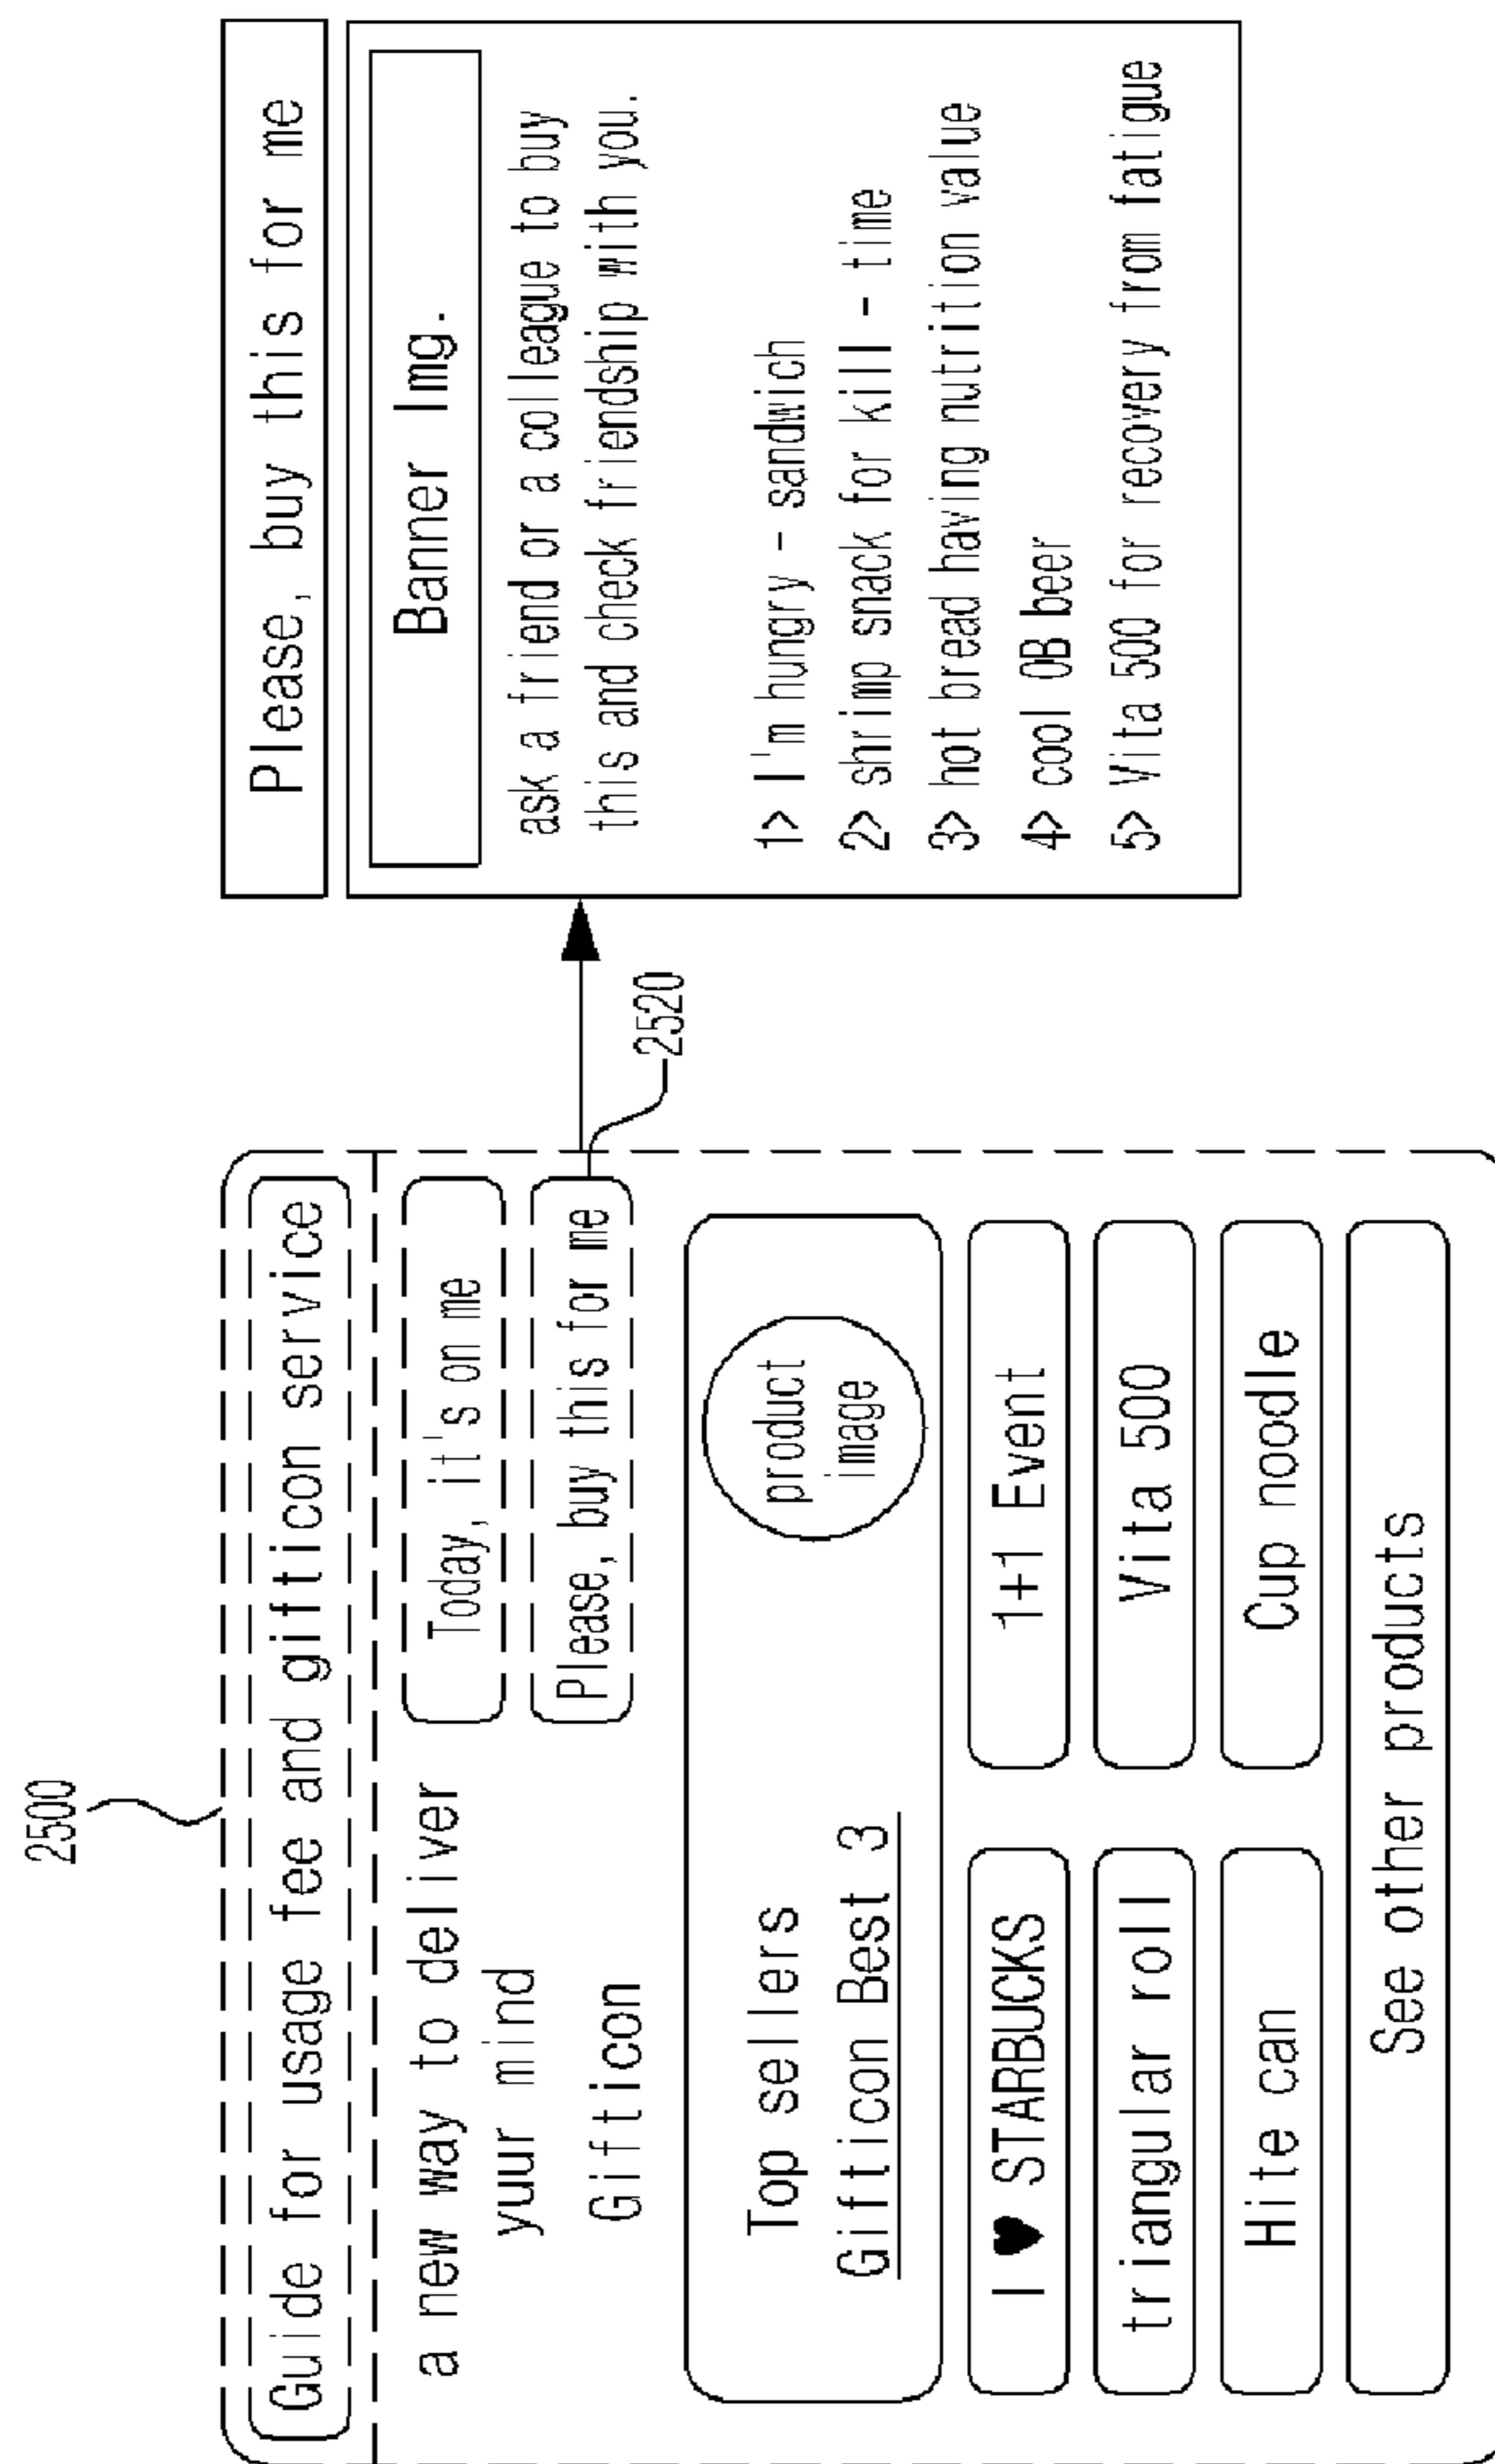 2500
Guide for usage fee and gifticon service
a new way to deliver
yuur mind
Gifticon
Today, it's on me
Please, buy this for me
2520
Top sellers
Gifticon Best 3
product
image
I ♥ STARBUCKS
1+1 Event
triangular roll
Vita 500
Hite can
Cup noodle
See other products
Please, buy this for me
Banner Img.
ask a friend or a colleague to buy
this and check friendship with you.
1> I'm hungry - sandwich
2> shrimp snack for kill - time
3> hot bread having nutrition value
4> cool OB beer
5> Vita 500 for recovery from fatigue